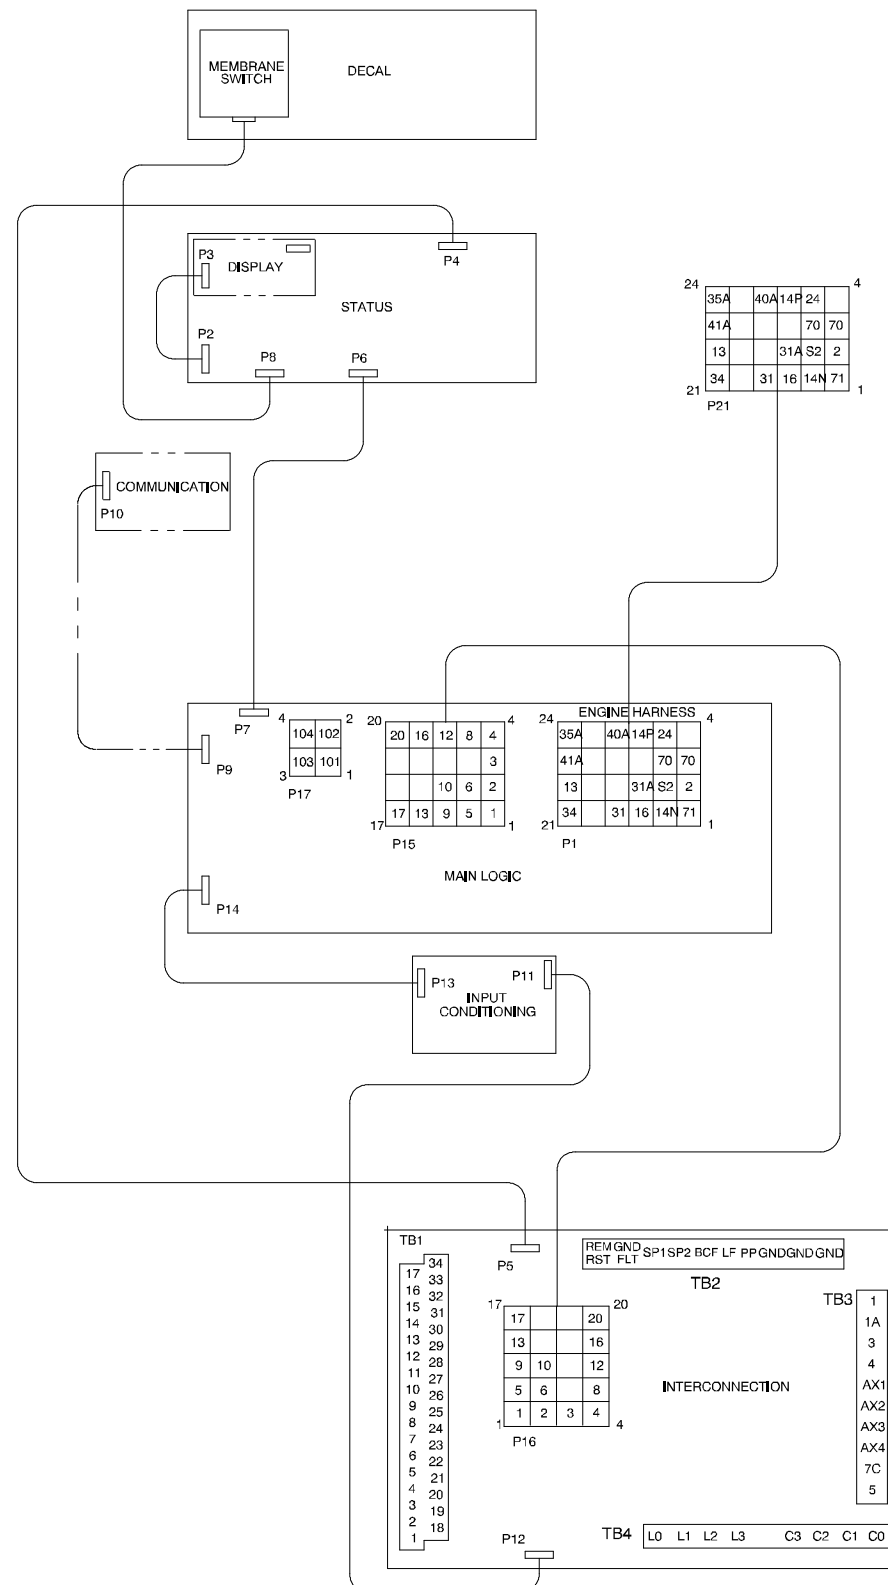 MEMBRANE
SWITCH
DECAL
P3
DISPLAY
P4
STATUS
P2
P8
P6
24
4
35A 40A 14P 24
41A 70 70
13 31A S2 2
34 31 16 14N 71
21
1
P21
COMMUNICATION
P10
P7
P9
4
2
104 102
103 101
3
1
P17
20
4
20 16 12 8 4
3
10 6 2
17 13 9 5 1
17
1
P15
ENGINE HARNESS
24
4
35A 40A 14P 24
41A 70 70
13 31A S2 2
34 31 16 14N 71
21
1
P1
MAIN LOGIC
P14
P13
P11
INPUT
CONDITIONING
TB1
34
17
33
16
32
15
31
14
30
13
29
12
28
11
27
10
26
9
25
8
24
7
23
6
22
5
21
4
20
3
19
2
18
1
P5
REM GND SP1 SP2 BCF LF PP GND GND GND
RST FLT
TB2
17
20
17 20
13 16
9 10 12
5 6 8
1 2 3 4
1
4
P16
INTERCONNECTION
TB3
1
1A
3
4
AX1
AX2
AX3
AX4
7C
5
P12
TB4
L0 L1 L2 L3 C3 C2 C1 C0